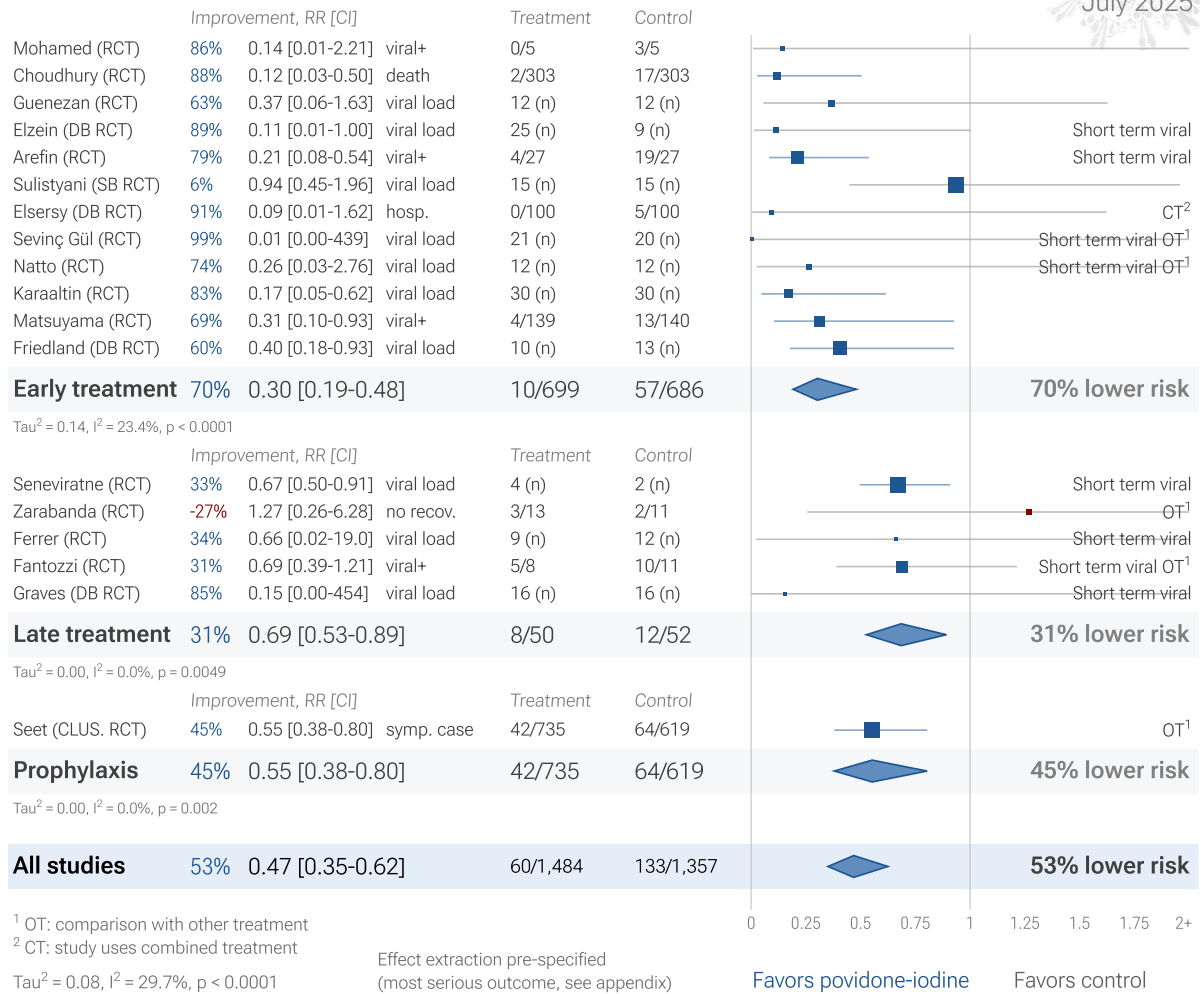 July 2025
Improvement, RR [CI] Treatment Control
Mohamed (RCT) 86% 0.14 [0.01-2.21] viral+ 0/5 3/5
Choudhury (RCT) 88% 0.12 [0.03-0.50] death 2/303 17/303
Guenezan (RCT) 63% 0.37 [0.06-1.63] viral load 12 (n) 12 (n)
Elzein (DB RCT) 89% 0.11 [0.01-1.00] viral load 25 (n) 9 (n) Short term viral
Arefin (RCT) 79% 0.21 [0.08-0.54] viral+ 4/27 19/27 Short term viral
Sulistyani (SB RCT) 6% 0.94 [0.45-1.96] viral load 15 (n) 15 (n)
Elsersy (DB RCT) 91% 0.09 [0.01-1.62] hosp. 0/100 5/100 CT²
Sevinç Gül (RCT) 99% 0.01 [0.00-439] viral load 21 (n) 20 (n) Short term viral OT¹
Natto (RCT) 74% 0.26 [0.03-2.76] viral load 12 (n) 12 (n) Short term viral OT¹
Karaaltin (RCT) 83% 0.17 [0.05-0.62] viral load 30 (n) 30 (n)
Matsuyama (RCT) 69% 0.31 [0.10-0.93] viral+ 4/139 13/140
Friedland (DB RCT) 60% 0.40 [0.18-0.93] viral load 10 (n) 13 (n)
Early treatment 70% 0.30 [0.19-0.48] 10/699 57/686 70% lower risk
Tau² = 0.14, I² = 23.4%, p < 0.0001
Improvement, RR [CI] Treatment Control
Seneviratne (RCT) 33% 0.67 [0.50-0.91] viral load 4 (n) 2 (n) Short term viral
Zarabanda (RCT) -27% 1.27 [0.26-6.28] no recov. 3/13 2/11 OT¹
Ferrer (RCT) 34% 0.66 [0.02-19.0] viral load 9 (n) 12 (n) Short term viral
Fantozzi (RCT) 31% 0.69 [0.39-1.21] viral+ 5/8 10/11 Short term viral OT¹
Graves (DB RCT) 85% 0.15 [0.00-454] viral load 16 (n) 16 (n) Short term viral
Late treatment 31% 0.69 [0.53-0.89] 8/50 12/52 31% lower risk
Tau² = 0.00, I² = 0.0%, p = 0.0049
Improvement, RR [CI] Treatment Control
Seet (CLUS. RCT) 45% 0.55 [0.38-0.80] symp. case 42/735 64/619 OT¹
Prophylaxis 45% 0.55 [0.38-0.80] 42/735 64/619 45% lower risk
Tau² = 0.00, I² = 0.0%, p = 0.002
All studies 53% 0.47 [0.35-0.62] 60/1,484 133/1,357 53% lower risk
0 0.25 0.5 0.75 1 1.25 1.5 1.75 2+
¹ OT: comparison with other treatment
² CT: study uses combined treatment
Tau² = 0.08, I² = 29.7%, p < 0.0001
Effect extraction pre-specified
(most serious outcome, see appendix)
Favors povidone-iodine Favors control